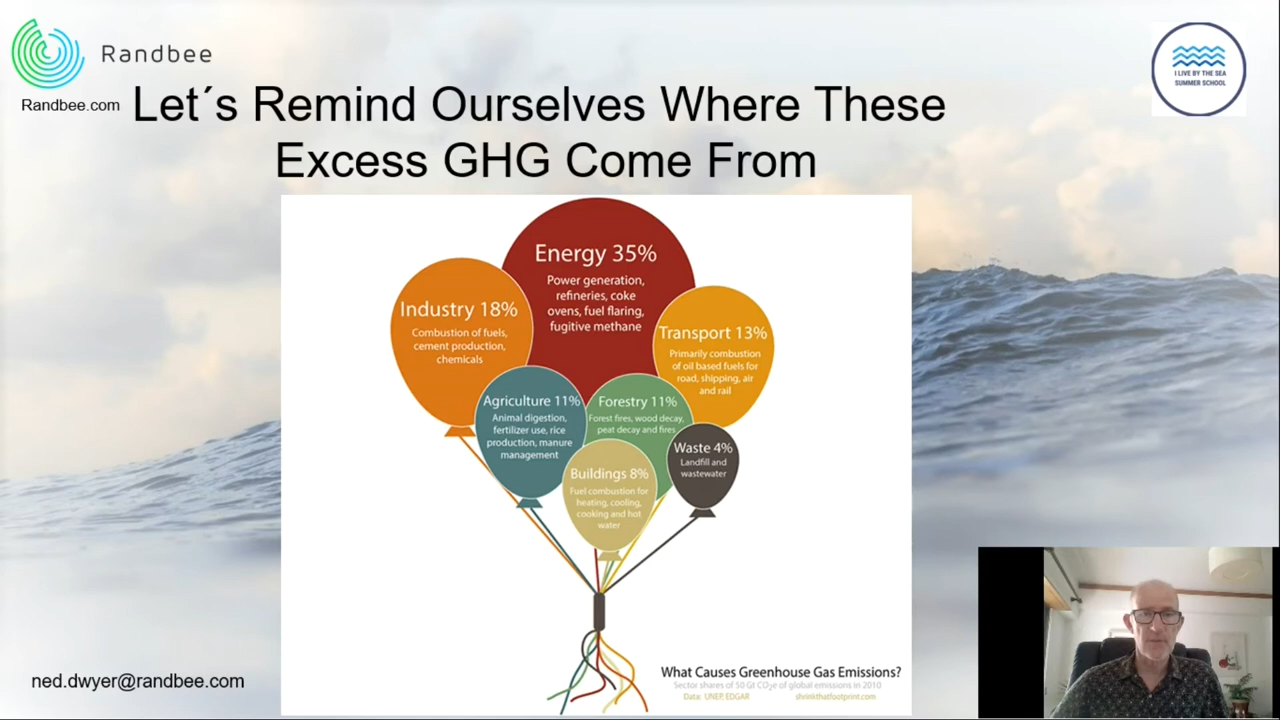 Randbee
Randbee.com
I LIVE BY THE SEA
SUMMER SCHOOL
Let´s Remind Ourselves Where These
Excess GHG Come From
Energy 35%
Power generation,
refineries, coke
ovens, fuel flaring,
fugitive methane
Industry 18%
Combustion of fuels,
cement production,
chemicals
Transport 13%
Primarily combustion
of oil based fuels for
road, shipping, air
and rail
Agriculture 11%
Animal digestion,
fertilizer use, rice
production, manure
management
Forestry 11%
Forest fires, wood decay,
peat decay and fires
Waste 4%
Landfill and
wastewater
Buildings 8%
Fuel combustion for
heating, cooling,
cooking and hot
water
What Causes Greenhouse Gas Emissions?
Sector shares of 50 Gt CO₂e of global emissions in 2010
Data: UNEP, EDGAR
shrinkthatfootprint.com
ned.dwyer@randbee.com